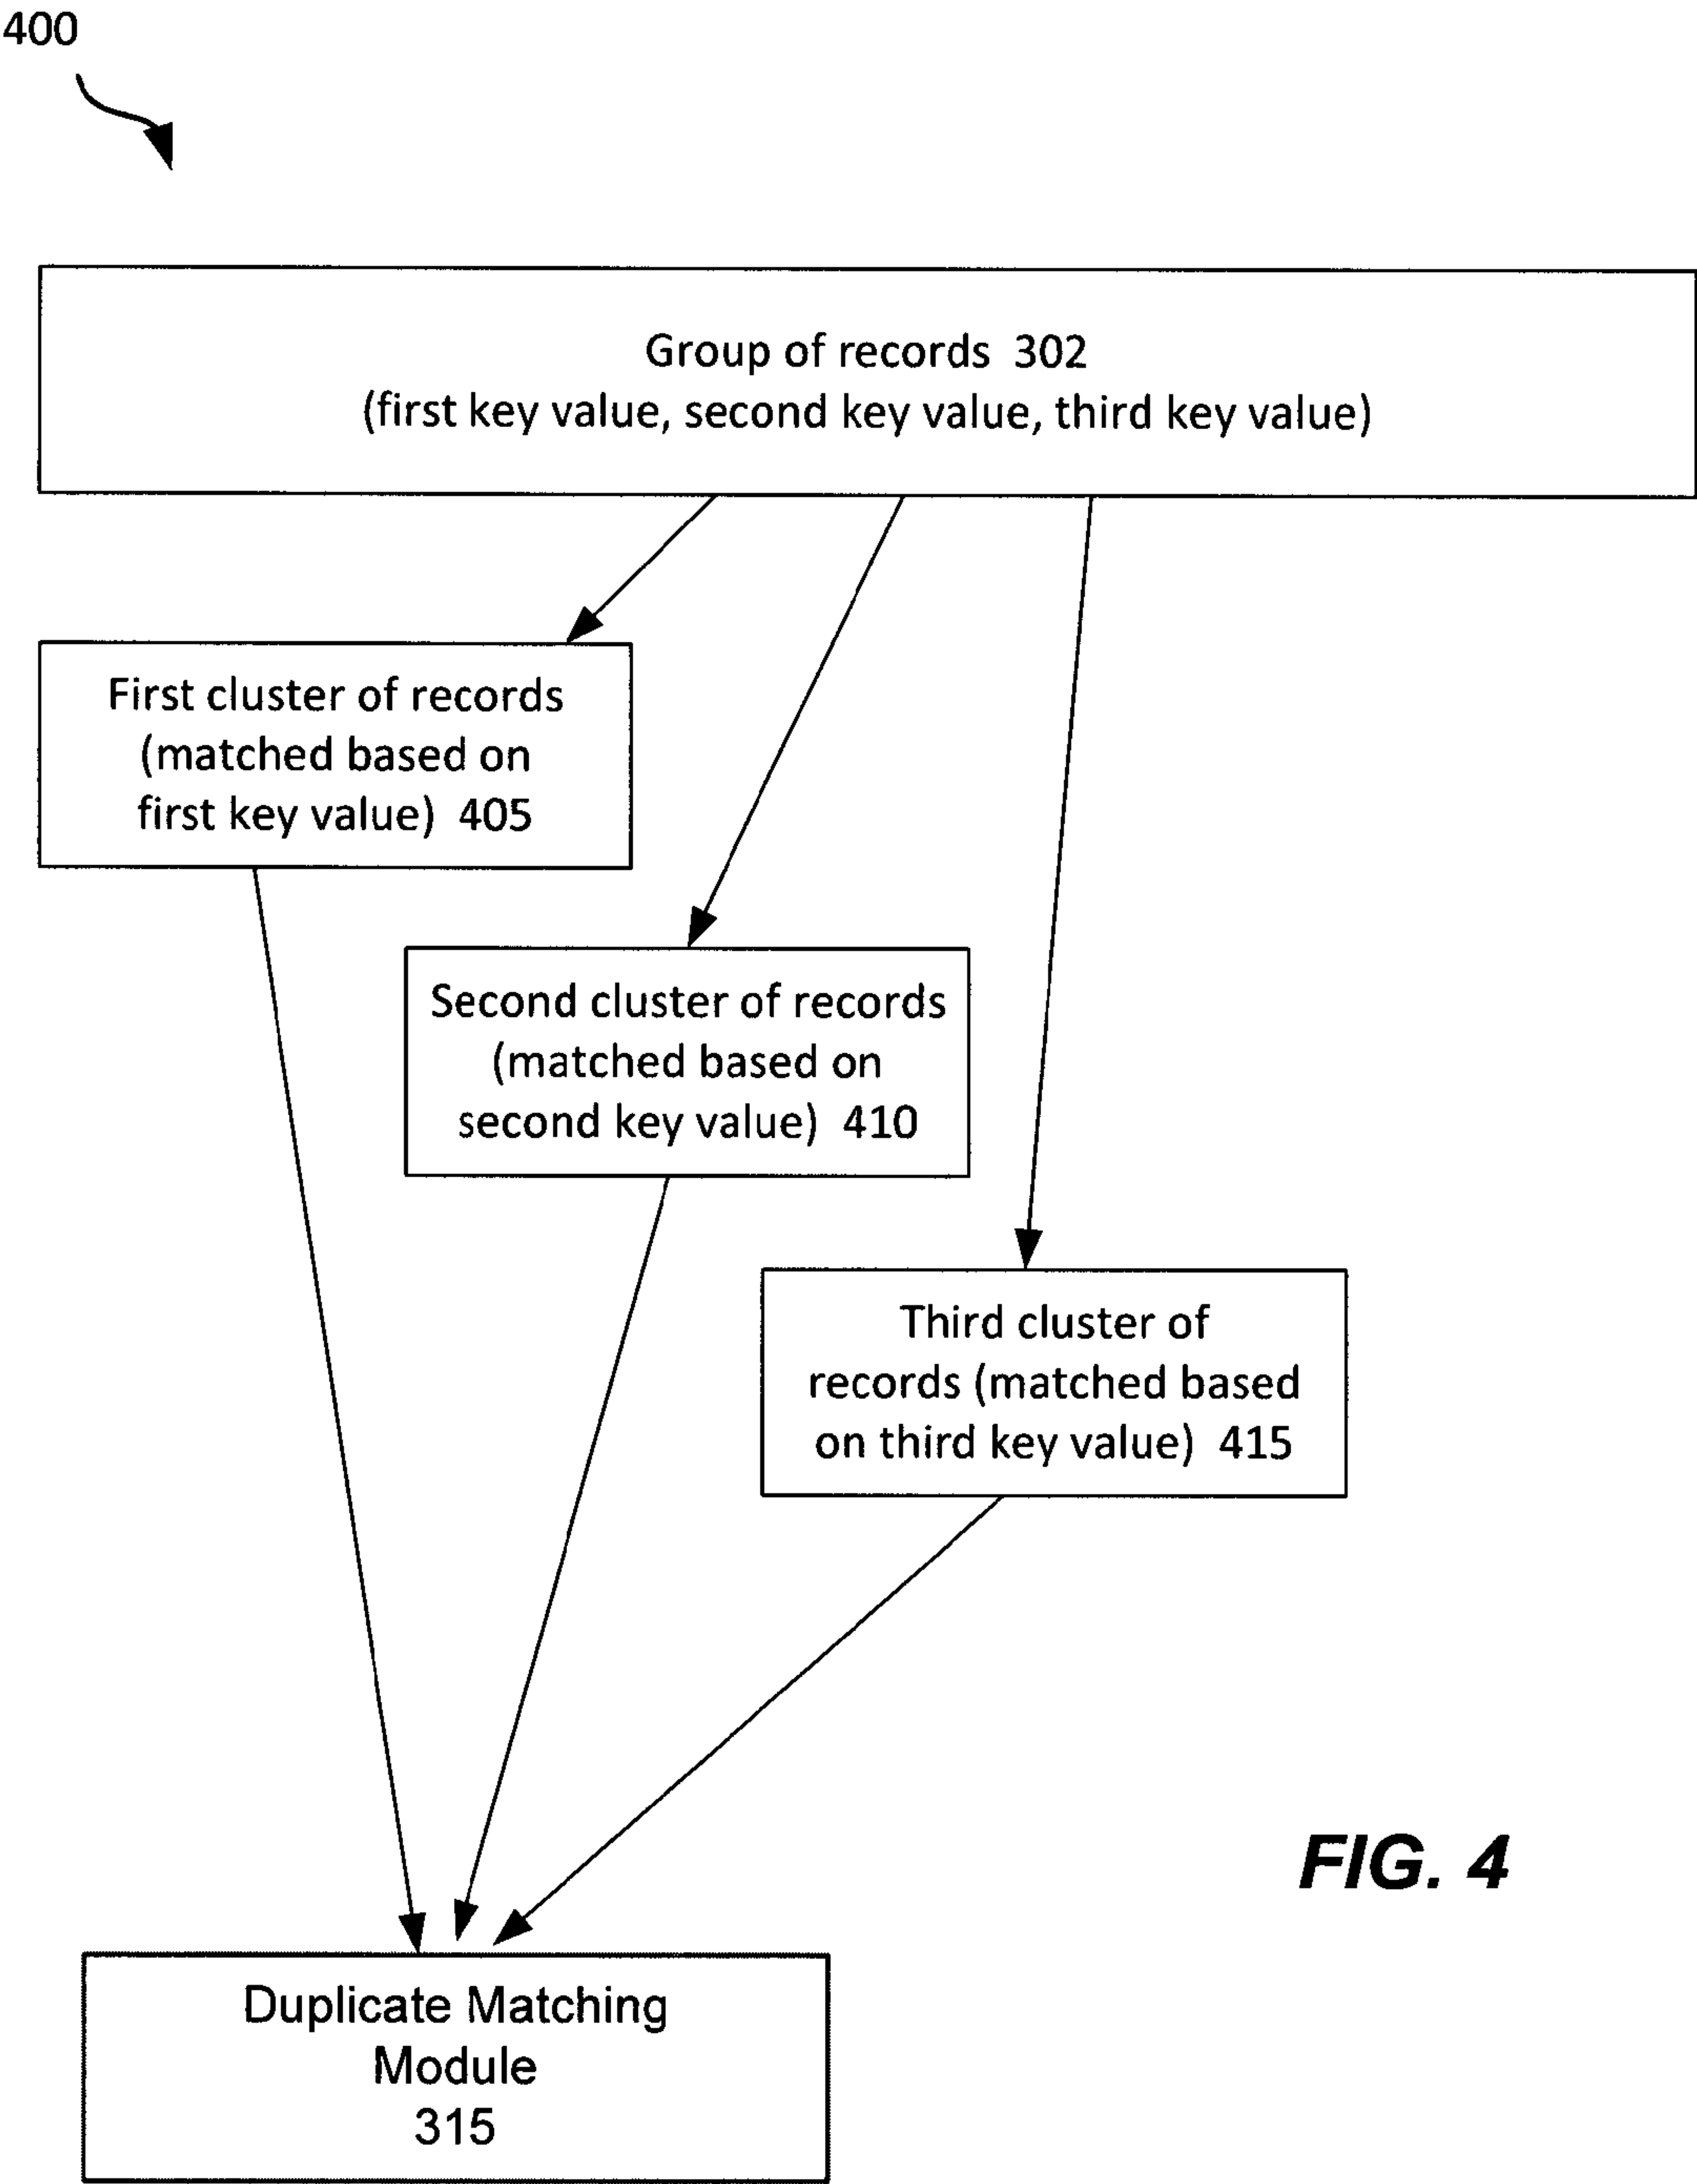 400
Group of records 302
(first key value, second key value, third key value)
First cluster of records
(matched based on
first key value) 405
Second cluster of records
(matched based on
second key value) 410
Third cluster of
records (matched based
on third key value) 415
FIG. 4
Duplicate Matching
Module
315